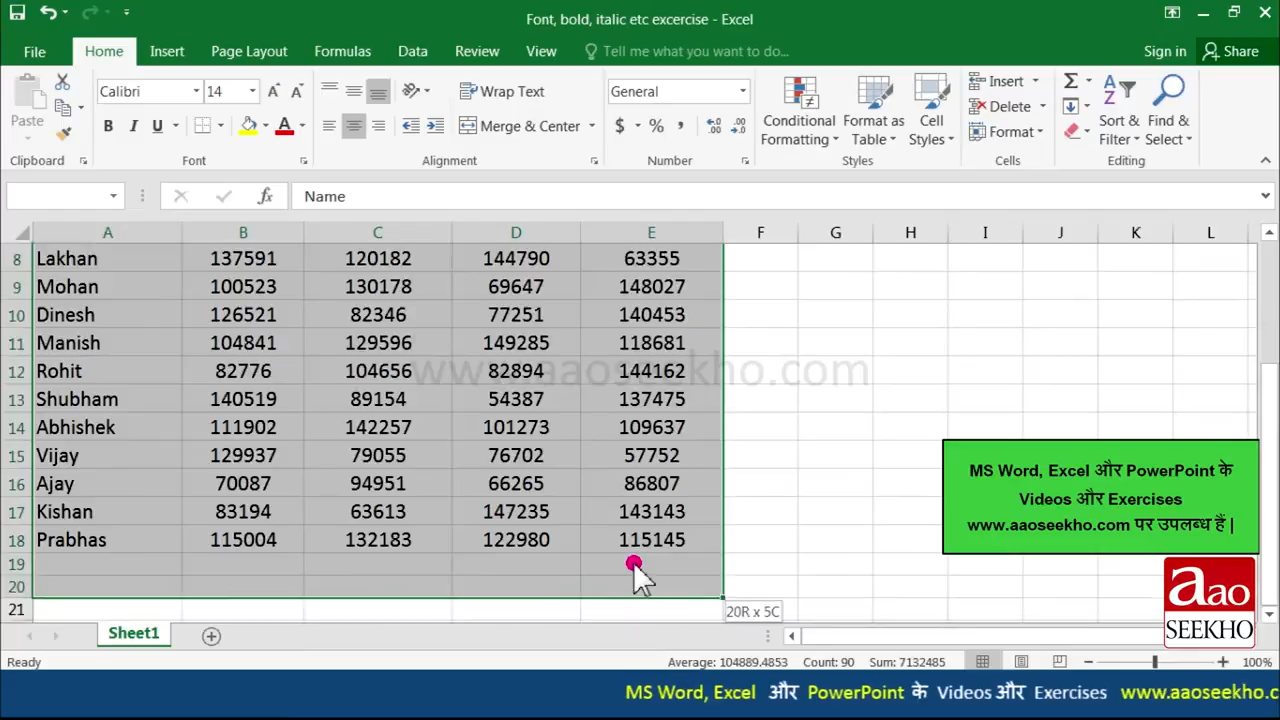 Font, bold, italic etc excercise - Excel
File Home Insert Page Layout Formulas Data Review View Tell me what you want to do... Sign in Share
Calibri 14 Wrap Text General Insert
Paste B I U Merge & Center $ % , Conditional Formatting Format as Table Cell Styles Delete Format Σ Sort & Filter Find & Select
Clipboard Font Alignment Number Styles Cells Editing
fx Name
A B C D E F G H I J K L
8 Lakhan 137591 120182 144790 63355
9 Mohan 100523 130178 69647 148027
10 Dinesh 126521 82346 77251 140453
11 Manish 104841 129596 149285 118681
12 Rohit 82776 104656 82894 144162
www.aaoseekho.com
13 Shubham 140519 89154 54387 137475
14 Abhishek 111902 142257 101273 109637
15 Vijay 129937 79055 76702 57752
16 Ajay 70087 94951 66265 86807
17 Kishan 83194 63613 147235 143143
18 Prabhas 115004 132183 122980 115145
19
20
21
20R x 5C
MS Word, Excel और PowerPoint के
Videos और Exercises
www.aaoseekho.com पर उपलब्ध हैं |
aao
SEEKHO
Sheet1
Ready Average: 104889.4853 Count: 90 Sum: 7132485 100%
MS Word, Excel और PowerPoint के Videos और Exercises www.aaoseekho.c